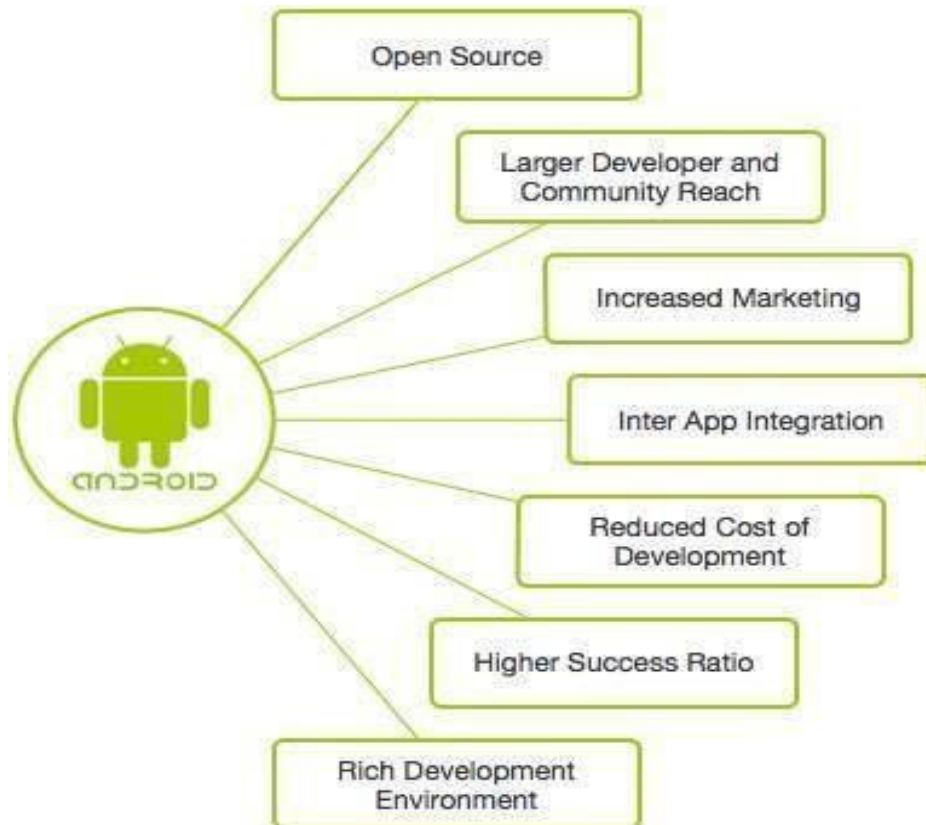 Open Source
Larger Developer and
Community Reach
Increased Marketing
Inter App Integration
ANDROID
Reduced Cost of
Development
Higher Success Ratio
Rich Development
Environment